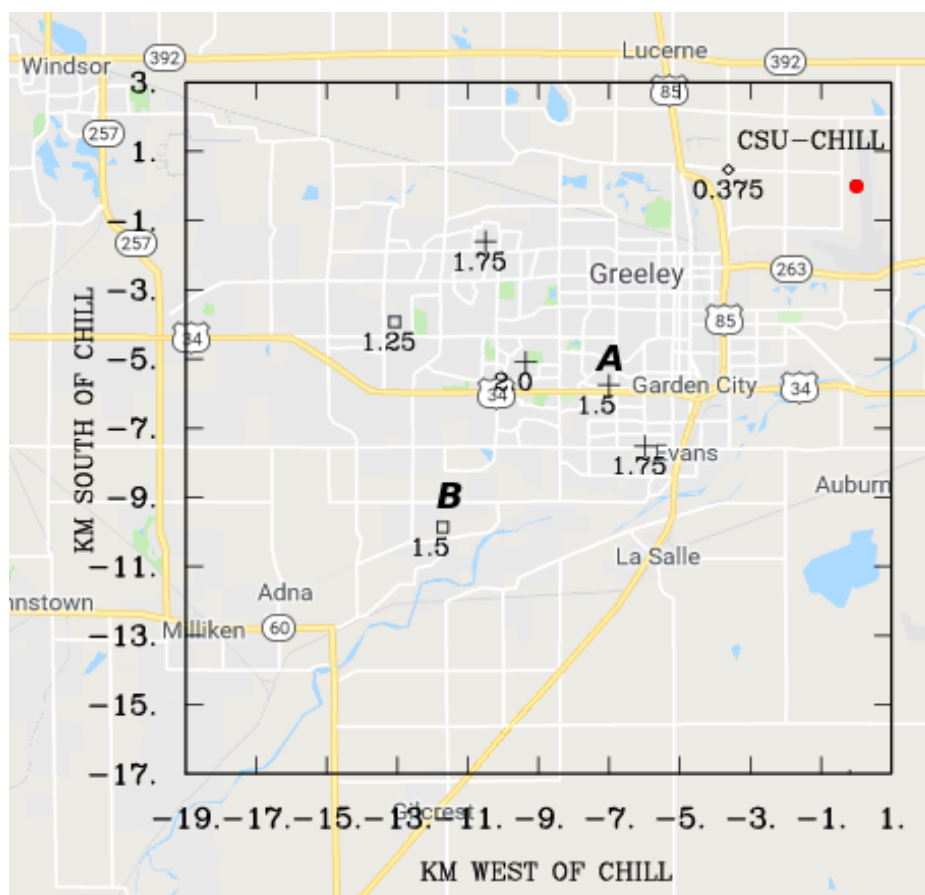 Lucerne
392
392
Windsor
3.
85
257
CSU-CHILL
1.
0.375
-1.
257
1.75
Greeley
263
-3.
85
34
1.25
-5.
A
2.0
34
Garden City
34
1.5
-7.
Evans
1.75
KM SOUTH OF CHILL
-9.
B
Auburn
1.5
La Salle
-11.
Adna
nnstown
60
Milliken
-13.
-15.
-17.
Gilcrest
-19. -17. -15. -13. -11. -9. -7. -5. -3. -1. 1.
KM WEST OF CHILL